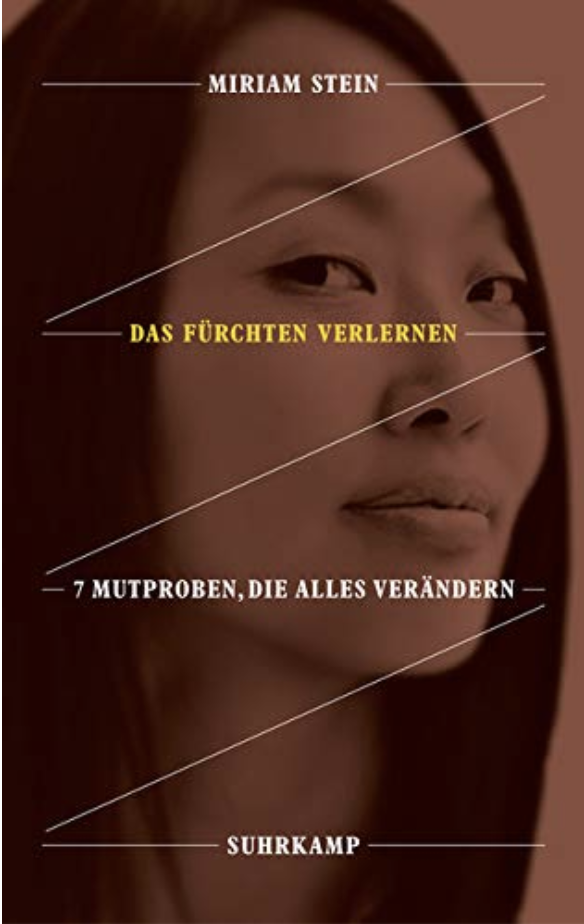 MIRIAM STEIN
DAS FÜRCHTEN VERLERNEN
7 MUTPROBEN, DIE ALLES VERÄNDERN
SUHRKAMP